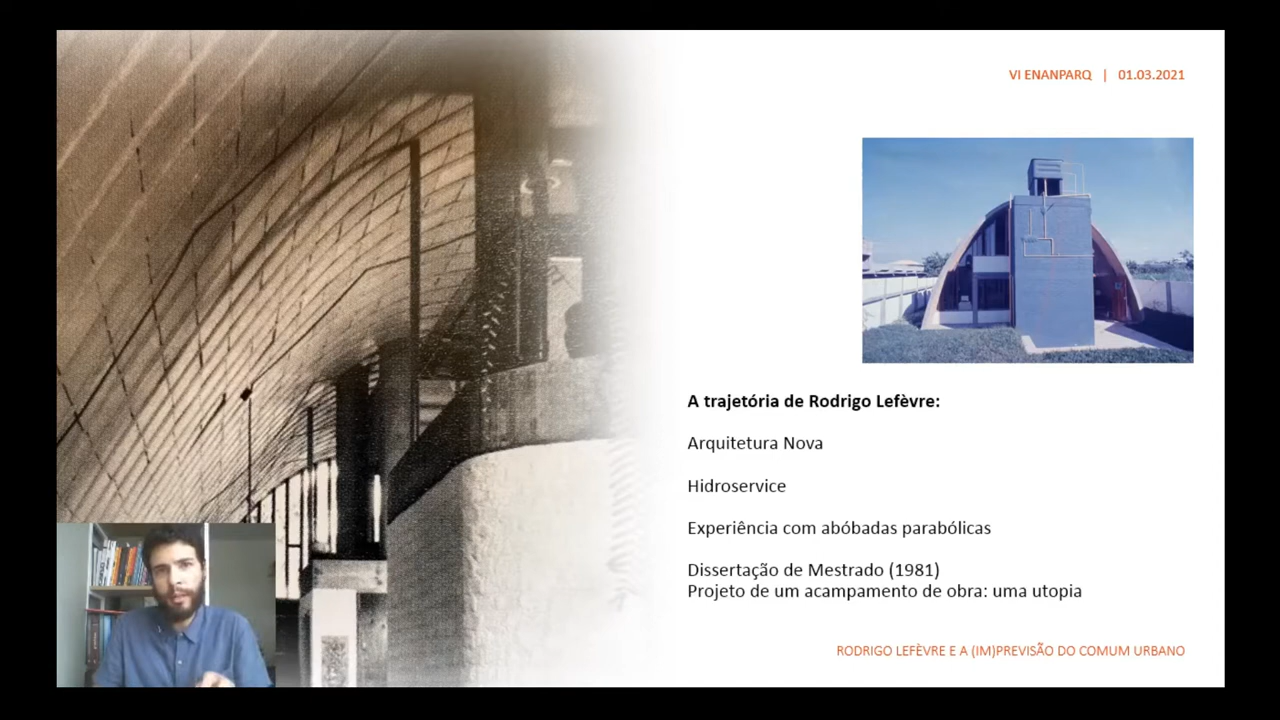 VI ENANPARQ | 01.03.2021
A trajetória de Rodrigo Lefèvre:
Arquitetura Nova
Hidroservice
Experiência com abóbadas parabólicas
Dissertação de Mestrado (1981)
Projeto de um acampamento de obra: uma utopia
RODRIGO LEFÈVRE E A (IM)PREVISÃO DO COMUM URBANO